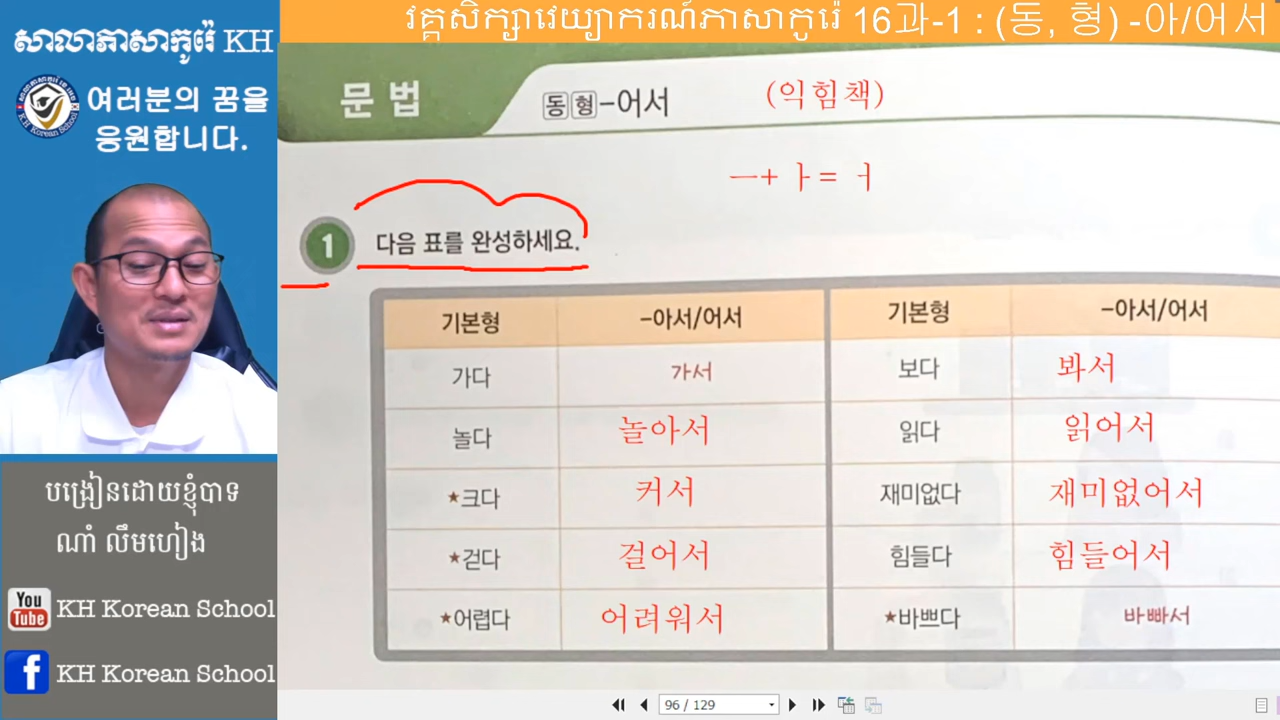 វគ្គសិក្សាវេយ្យាករណ៍ភាសាកូរ៉េ 16과-1 : (동, 형) -아/어서
សាលាភាសាកូរ៉េ KH
여러분의 꿈을
응원합니다.
បង្រៀនដោយខ្ញុំបាទ
ណាំ លឹមហៀង
You
Tube
KH Korean School
KH Korean School
문법
동 형 -어서
(익힘책)
ㅡ+ ㅏ= ㅓ
1 다음 표를 완성하세요.
기본형 -아서/어서 기본형 -아서/어서
가다 가서 보다 봐서
놀다 놀아서 읽다 읽어서
★크다 커서 재미없다 재미없어서
★걷다 걸어서 힘들다 힘들어서
★어렵다 어려워서 ★바쁘다 바빠서
96 / 129